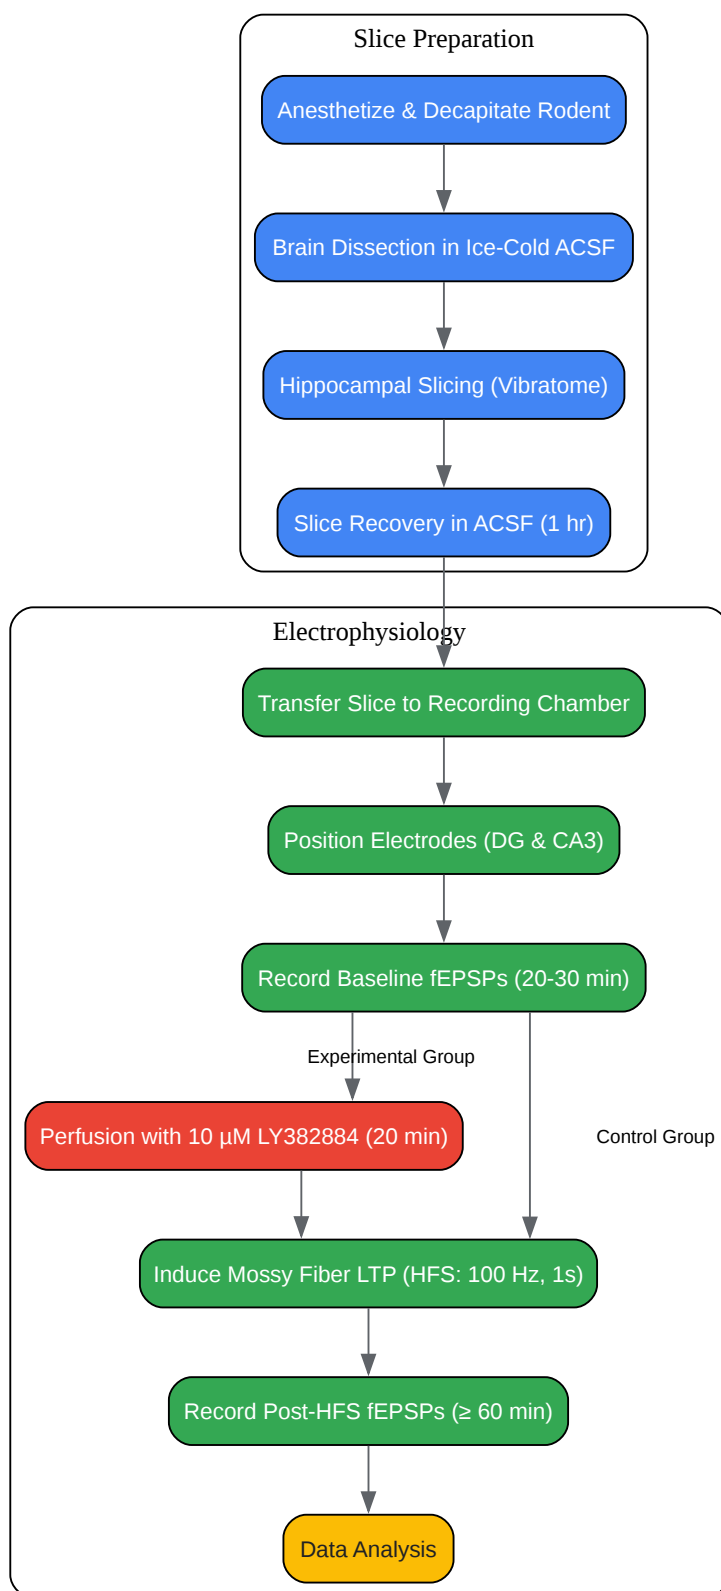 Slice Preparation
Anesthetize & Decapitate Rodent
Brain Dissection in Ice-Cold ACSF
Hippocampal Slicing (Vibratome)
Slice Recovery in ACSF (1 hr)
Electrophysiology
Transfer Slice to Recording Chamber
Position Electrodes (DG & CA3)
Record Baseline fEPSPs (20-30 min)
Experimental Group
Perfusion with 10 µM LY382884 (20 min)
Control Group
Induce Mossy Fiber LTP (HFS: 100 Hz, 1s)
Record Post-HFS fEPSPs (≥ 60 min)
Data Analysis